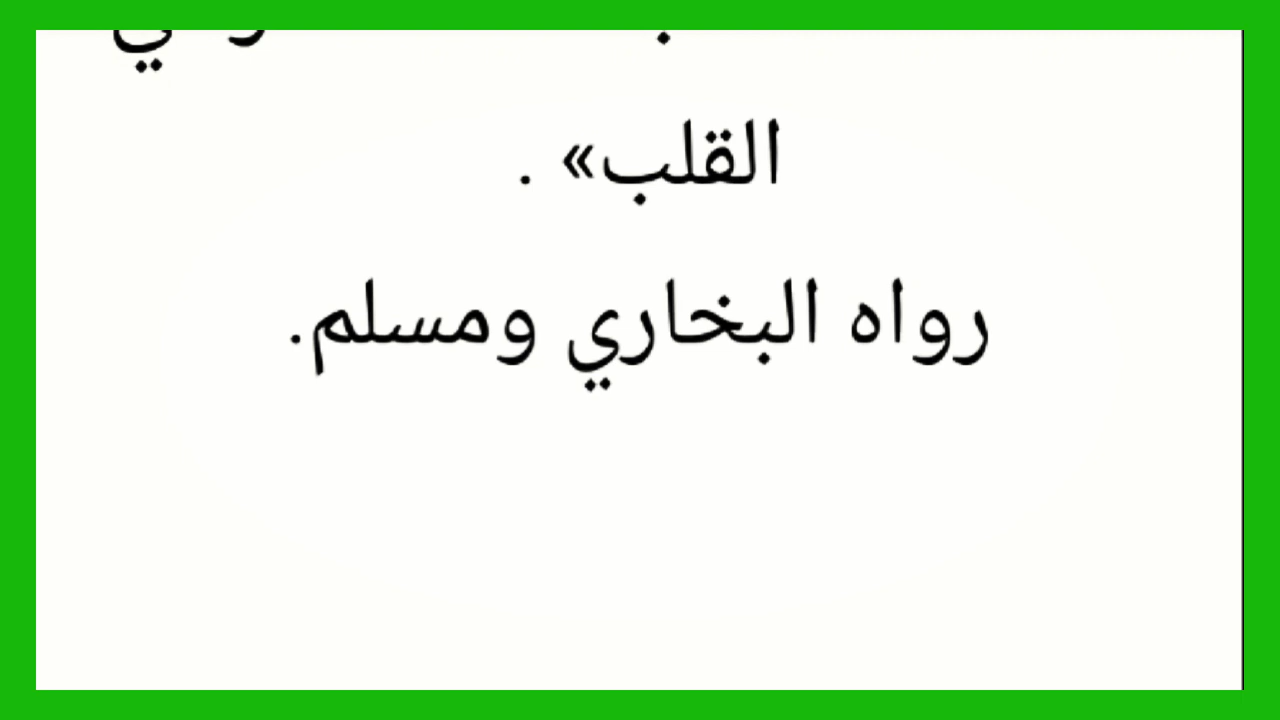 القلب» .
رواه البخاري ومسلم.